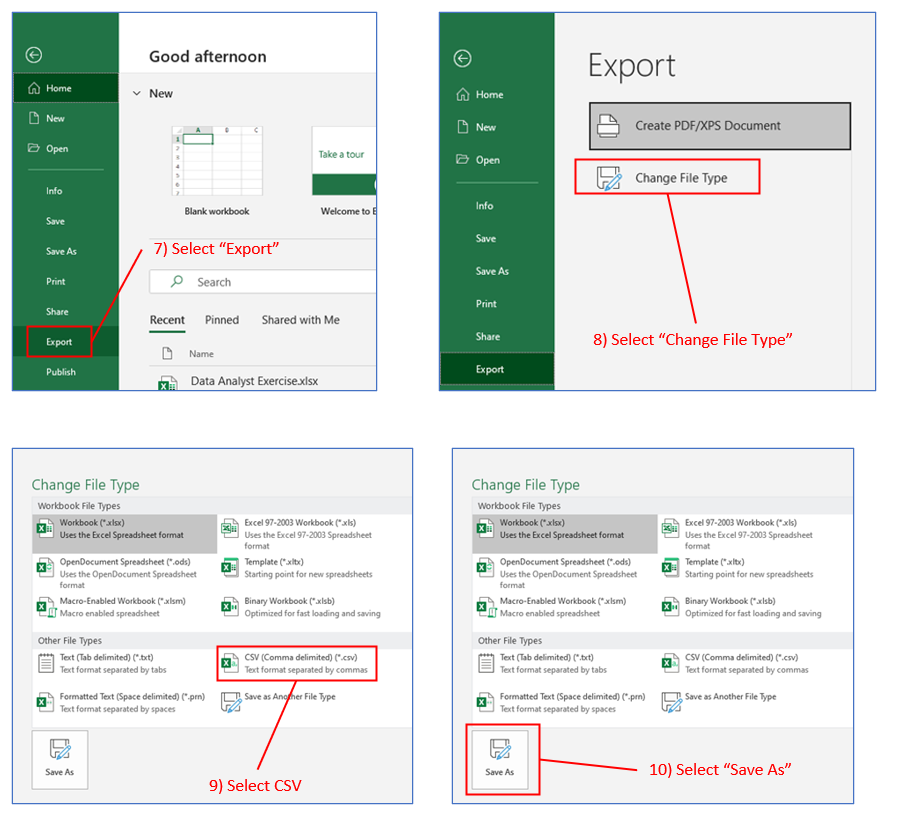 Good afternoon
Home
New
New
Open
A B C
1
2
3
4
5
6
Take a tour
Blank workbook
Welcome to E
Info
Save
Save As
Print
Share
Export
Publish
7) Select “Export”
Search
Recent Pinned Shared with Me
Name
Data Analyst Exercise.xlsx
Export
Home
New
Open
Info
Save
Save As
Print
Share
Export
Create PDF/XPS Document
Change File Type
8) Select “Change File Type”
Change File Type
Workbook File Types
Workbook (*.xlsx)
Uses the Excel Spreadsheet format
Excel 97-2003 Workbook (*.xls)
Uses the Excel 97-2003 Spreadsheet
format
OpenDocument Spreadsheet (*.ods)
Uses the OpenDocument Spreadsheet
format
Template (*.xltx)
Starting point for new spreadsheets
Macro-Enabled Workbook (*.xlsm)
Macro enabled spreadsheet
Binary Workbook (*.xlsb)
Optimized for fast loading and saving
Other File Types
Text (Tab delimited) (*.txt)
Text format separated by tabs
CSV (Comma delimited) (*.csv)
Text format separated by commas
Formatted Text (Space delimited) (*.prn)
Text format separated by spaces
Save as Another File Type
Save As
9) Select CSV
Change File Type
Workbook File Types
Workbook (*.xlsx)
Uses the Excel Spreadsheet format
Excel 97-2003 Workbook (*.xls)
Uses the Excel 97-2003 Spreadsheet
format
OpenDocument Spreadsheet (*.ods)
Uses the OpenDocument Spreadsheet
format
Template (*.xltx)
Starting point for new spreadsheets
Macro-Enabled Workbook (*.xlsm)
Macro enabled spreadsheet
Binary Workbook (*.xlsb)
Optimized for fast loading and saving
Other File Types
Text (Tab delimited) (*.txt)
Text format separated by tabs
CSV (Comma delimited) (*.csv)
Text format separated by commas
Formatted Text (Space delimited) (*.prn)
Text format separated by spaces
Save as Another File Type
Save As
10) Select “Save As”